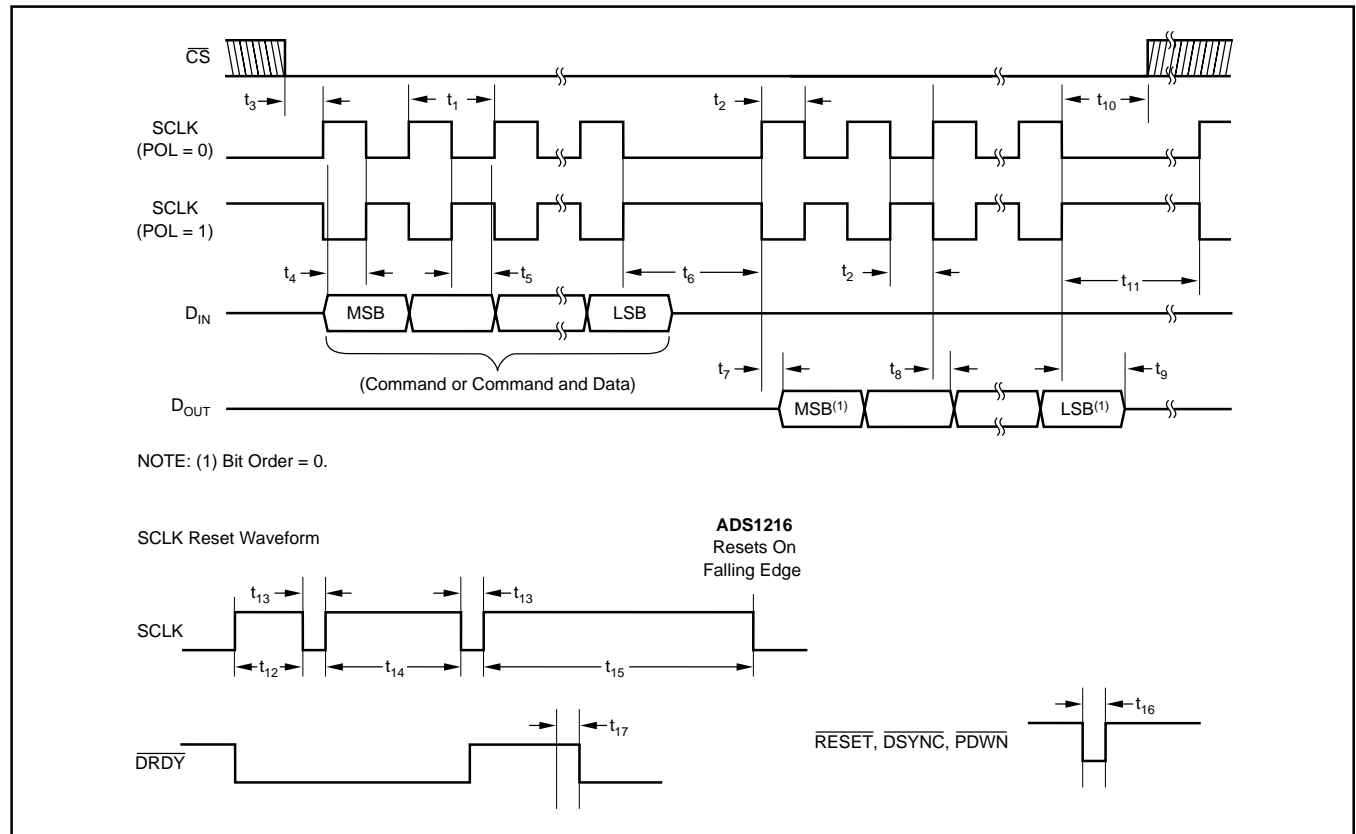 CS
t3
t1
t2
t10
SCLK
(POL = 0)
SCLK
(POL = 1)
t4
t5
t6
t2
t11
DIN
MSB
LSB
(Command or Command and Data)
t7
t8
t9
DOUT
MSB(1)
LSB(1)
NOTE: (1) Bit Order = 0.
SCLK Reset Waveform
ADS1216
Resets On
Falling Edge
t13
t13
SCLK
t12
t14
t15
t16
t17
DRDY
RESET, DSYNC, PDWN